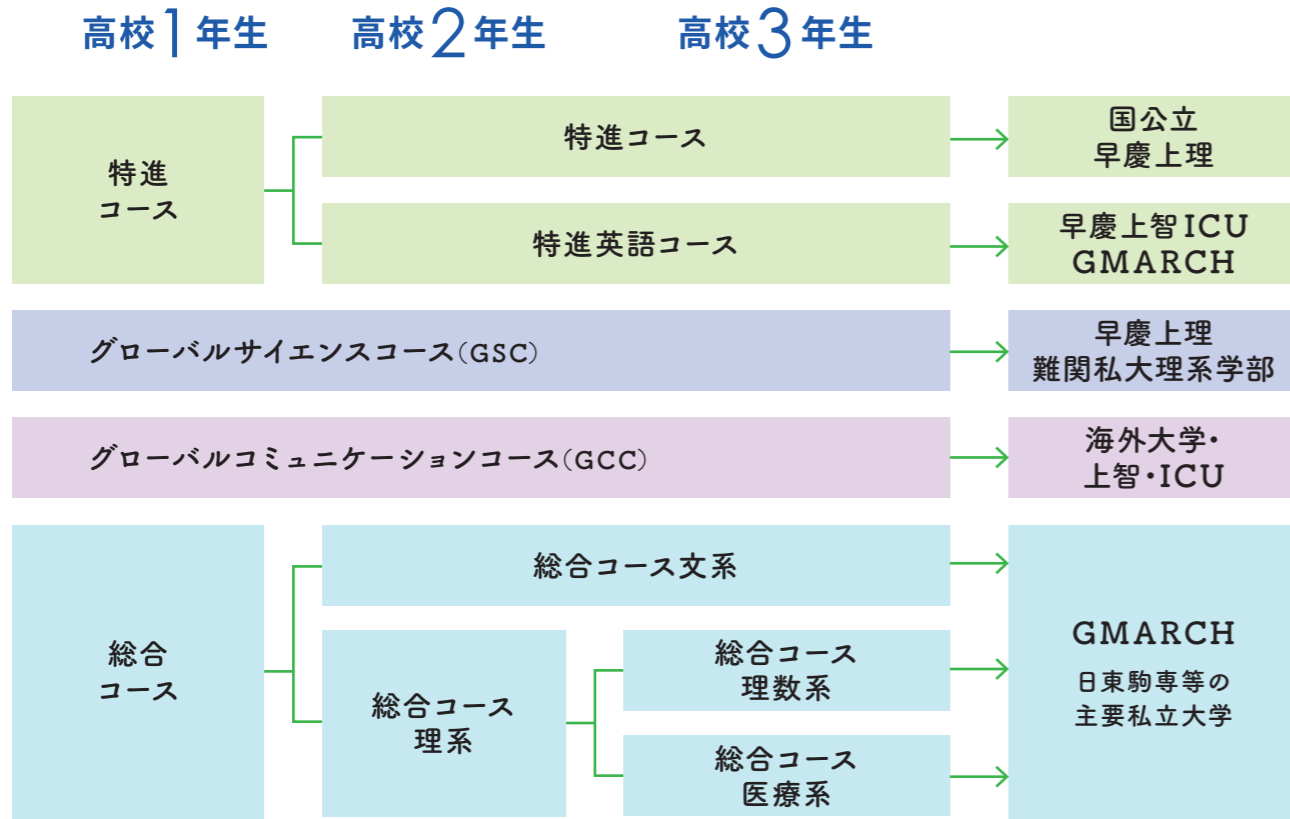 高校1年生 高校2年生 高校3年生
特進
コース
特進コース
国公立
早慶上理
特進英語コース
早慶上智ICU
GMARCH
グローバルサイエンスコース(GSC)
早慶上理
難関私大理系学部
グローバルコミュニケーションコース(GCC)
海外大学・
上智・ICU
総合
コース
総合コース文系
総合コース
理系
総合コース
理数系
総合コース
医療系
GMARCH
日東駒専等の
主要私立大学